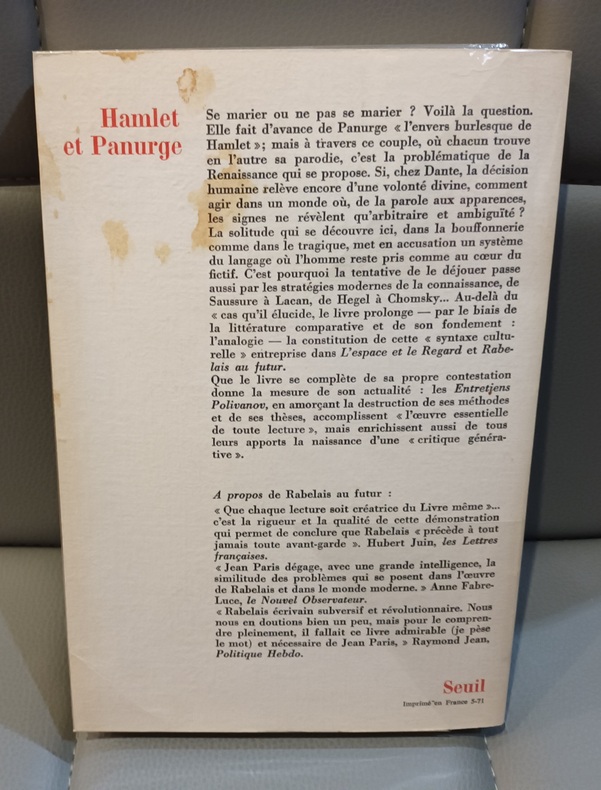 Hamlet
et Panurge
Se marier ou ne pas se marier ? Voilà la question.
Elle fait d'avance de Panurge « l'envers burlesque de
Hamlet »; mais à travers ce couple, où chacun trouve
en l'autre sa parodie, c'est la problématique de la
Renaissance qui se propose. Si, chez Dante, la décision
humaine relève encore d'une volonté divine, comment
agir dans un monde où, de la parole aux apparences,
les signes ne révèlent qu'arbitraire et ambiguïté ?
La solitude qui se découvre ici, dans la bouffonnerie
comme dans le tragique, met en accusation un système
du langage où l'homme reste pris comme au cœur du
fictif. C'est pourquoi la tentative de le déjouer passe
aussi par les stratégies modernes de la connaissance, de
Saussure à Lacan, de Hegel à Chomsky... Au-delà du
« cas qu'il élucide, le livre prolonge — par le biais de
la littérature comparative et de son fondement :
l'analogie — la constitution de cette « syntaxe cultu-
relle » entreprise dans L'espace et le Regard et Rabe-
lais au futur.
Que le livre se complète de sa propre contestation
donne la mesure de son actualité : les Entretjens
Polivanov, en amorçant la destruction de ses méthodes
et de ses thèses, accomplissent « l'œuvre essentielle
de toute lecture », mais enrichissent aussi de tous
leurs apports la naissance d'une « critique généra-
tive ».
A propos de Rabelais au futur :
« Que chaque lecture soit créatrice du Livre même »...
c'est la rigueur et la qualité de cette démonstration
qui permet de conclure que Rabelais « précède à tout
jamais toute avant-garde ». Hubert Juin, les Lettres
françaises.
« Jean Paris dégage, avec une grande intelligence, la
similitude des problèmes qui se posent dans l'œuvre
de Rabelais et dans le monde moderne. » Anne Fabre-
Luce, le Nouvel Observateur.
« Rabelais écrivain subversif et révolutionnaire. Nous
nous en doutions bien un peu, mais pour le compren-
dre pleinement, il fallait ce livre admirable (je pèse
le mot) et nécessaire de Jean Paris, » Raymond Jean,
Politique Hebdo.
Seuil
Imprimé en France 5-71